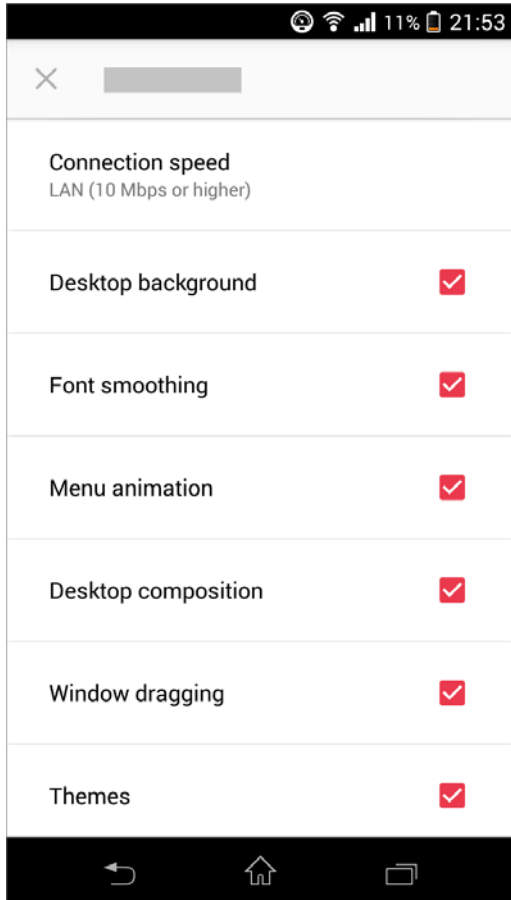 11% 21:53
Connection speed
LAN (10 Mbps or higher)
Desktop background
Font smoothing
Menu animation
Desktop composition
Window dragging
Themes